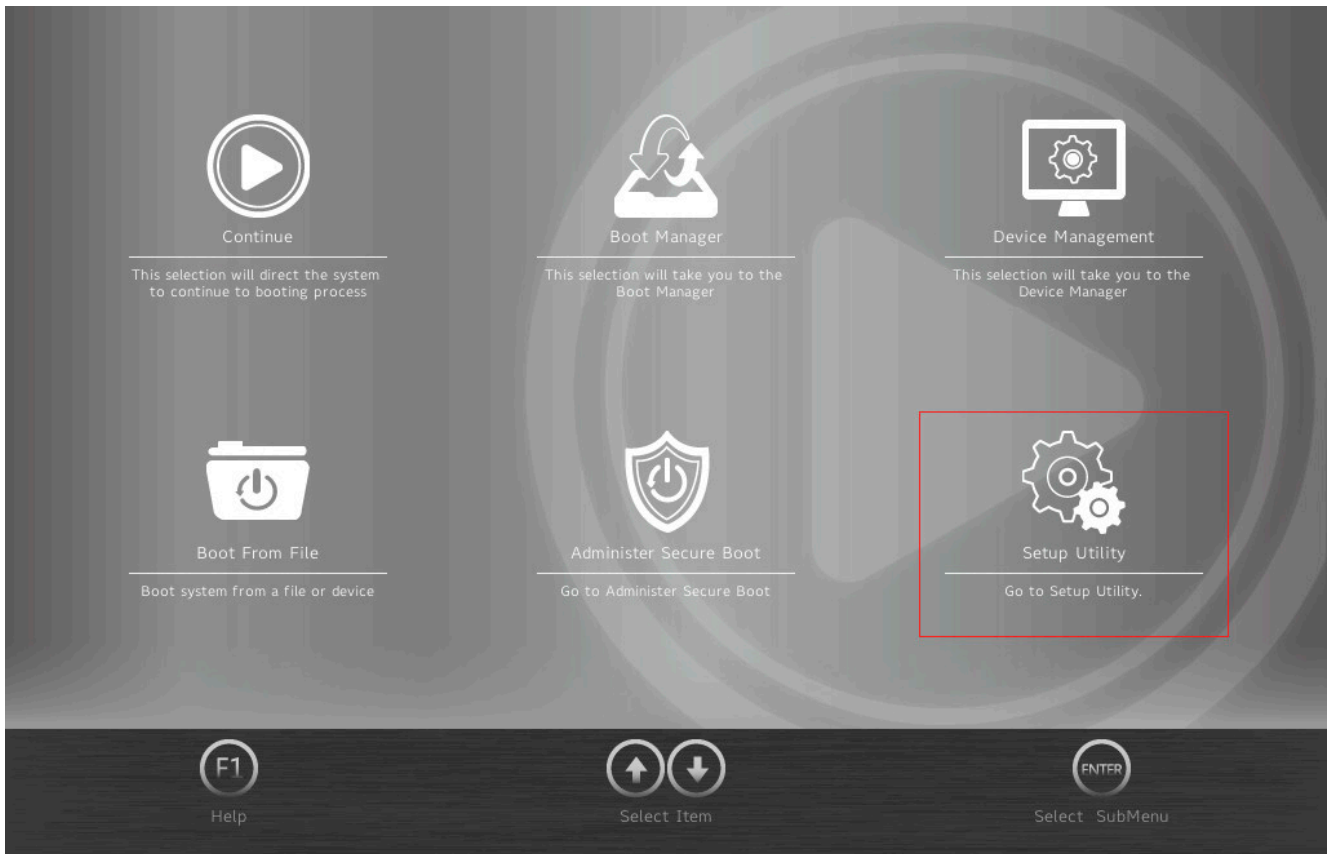 Continue
This selection will direct the system
to continue to booting process
Boot Manager
This selection will take you to the
Boot Manager
Device Management
This selection will take you to the
Device Manager
Boot From File
Boot system from a file or device
Administer Secure Boot
Go to Administer Secure Boot
Setup Utility
Go to Setup Utility.
F1
Help
Select Item
ENTER
Select SubMenu